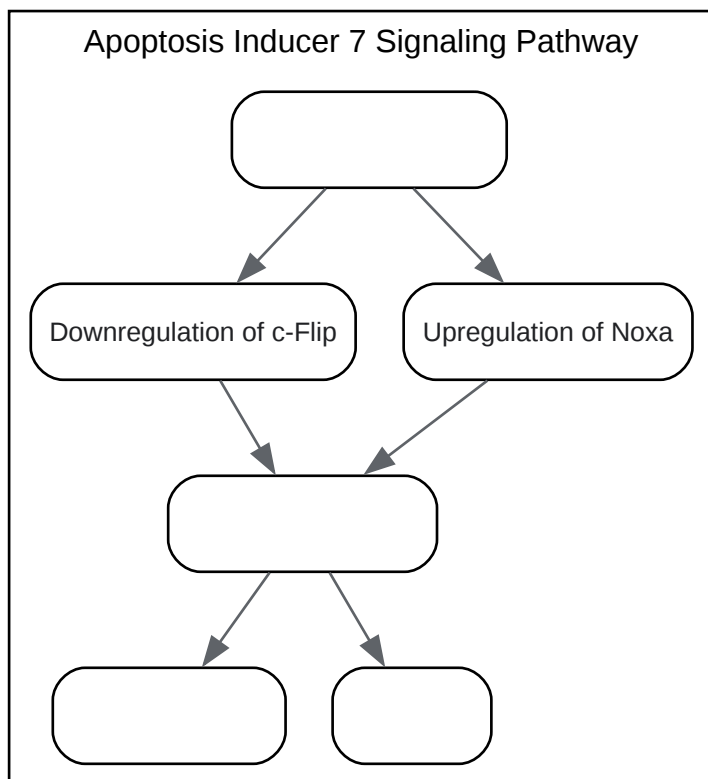 Apoptosis Inducer 7 Signaling Pathway
Downregulation of c-Flip
Upregulation of Noxa